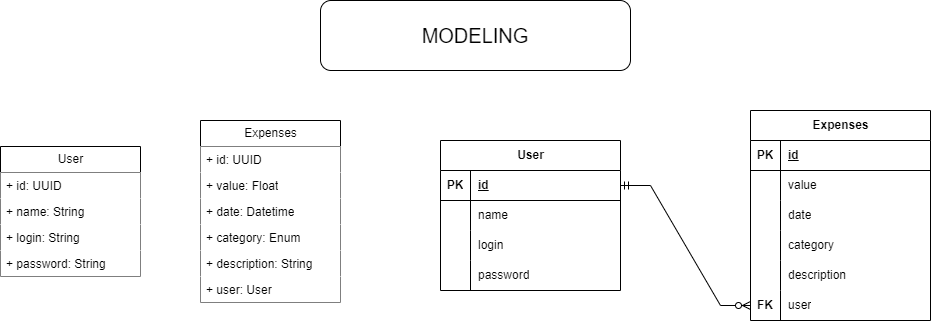 MODELING
User
+ id: UUID
+ name: String
+ login: String
+ password: String
Expenses
+ id: UUID
+ value: Float
+ date: Datetime
+ category: Enum
+ description: String
+ user: User
User
PK id
name
login
password
Expenses
PK id
value
date
category
description
FK user